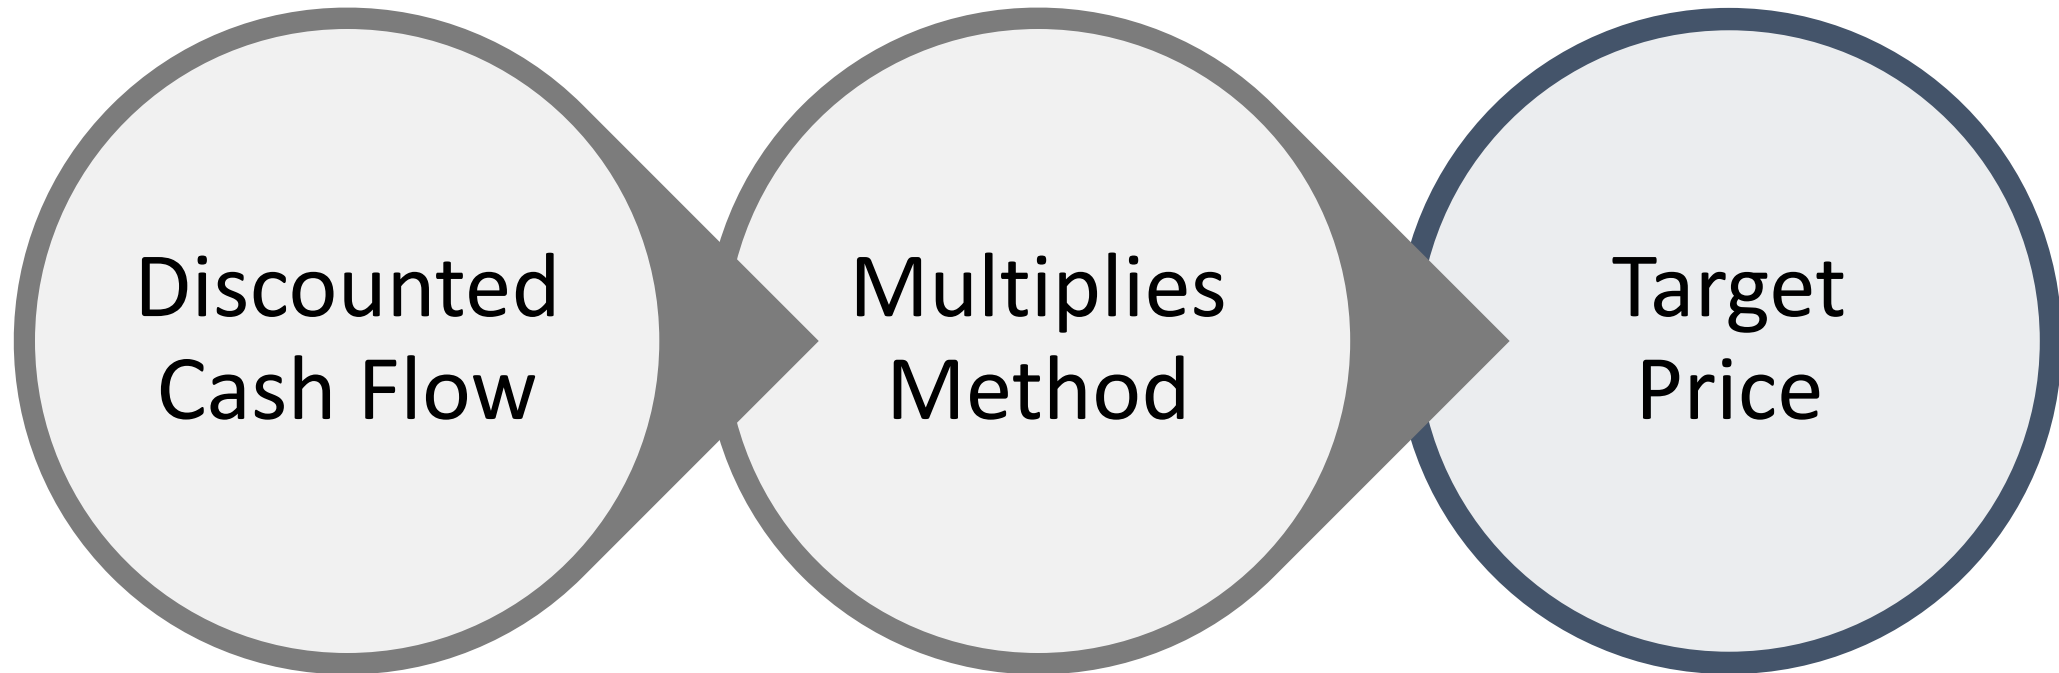 Discounted
Cash Flow
Multiplies
Method
Target
Price